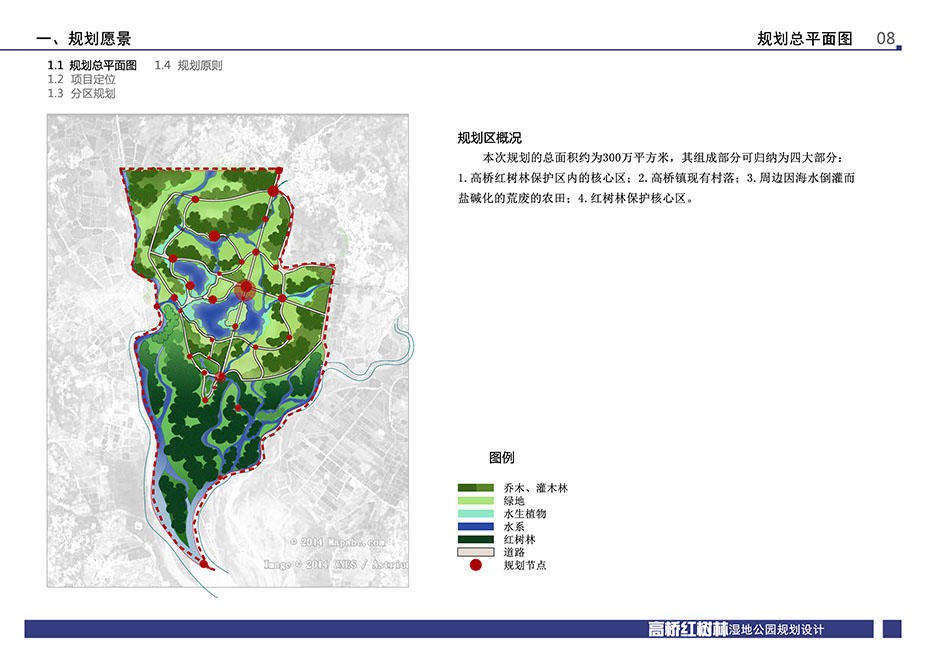 一、规划愿景
规划总平面图 08
1.1 规划总平面图 1.4 规划原则
1.2 项目定位
1.3 分区规划
规划区概况
本次规划的总面积约为300万平方米，其组成部分可归纳为四大部分：
1.高桥红树林保护区内的核心区；2.高桥镇现有村落；3.周边因海水倒灌而
盐碱化的荒废的农田；4.红树林保护核心区。
© 2014 Mapabc.com
Image © 2014 CNES / Astrium
图例
乔木、灌木林
绿地
水生植物
水系
红树林
道路
规划节点
高桥红树林湿地公园规划设计